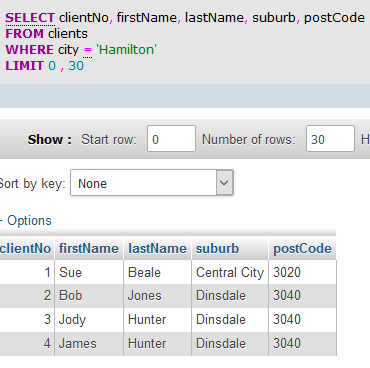 SELECT clientNo, firstName, lastName, suburb, postCode
FROM clients
WHERE city = 'Hamilton'
LIMIT 0 , 30
Show : Start row: 0 Number of rows: 30 H
Sort by key: None
+ Options
clientNo firstName lastName suburb postCode
1 Sue Beale Central City 3020
2 Bob Jones Dinsdale 3040
3 Jody Hunter Dinsdale 3040
4 James Hunter Dinsdale 3040